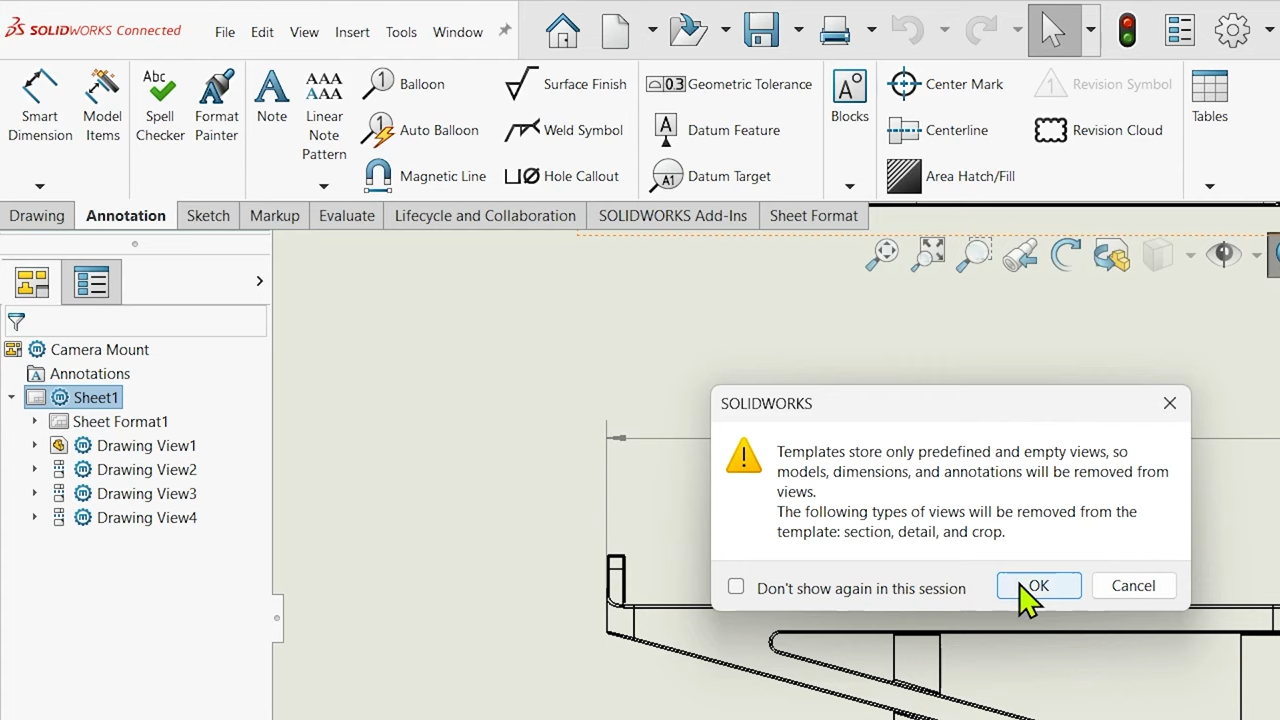 SOLIDWORKS Connected
File Edit View Insert Tools Window
Smart Dimension
Model Items
Abc
Spell Checker
Format Painter
A
Note
AAA
AAA
Linear Note Pattern
1 Balloon
1 Auto Balloon
Magnetic Line
Surface Finish
Weld Symbol
Hole Callout
0.3 Geometric Tolerance
A Datum Feature
A1 Datum Target
A
Blocks
Center Mark
Centerline
Area Hatch/Fill
1 Revision Symbol
Revision Cloud
Tables
Drawing Annotation Sketch Markup Evaluate Lifecycle and Collaboration SOLIDWORKS Add-Ins Sheet Format
Camera Mount
A Annotations
Sheet1
Sheet Format1
Drawing View1
Drawing View2
Drawing View3
Drawing View4
SOLIDWORKS
Templates store only predefined and empty views, so
models, dimensions, and annotations will be removed from
views.
The following types of views will be removed from the
template: section, detail, and crop.
Don't show again in this session
OK
Cancel